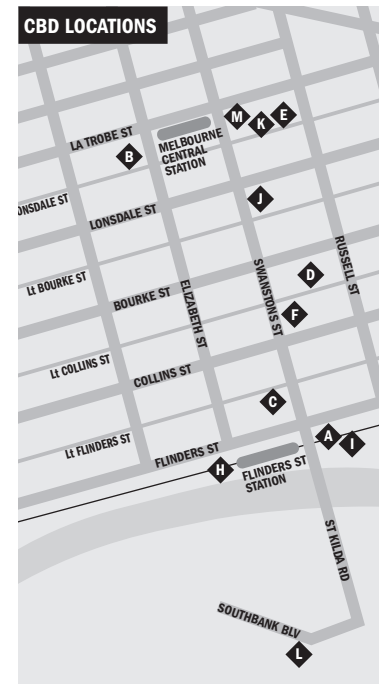 CBD LOCATIONS
M
K
E
LA TROBE ST
MELBOURNE
CENTRAL
STATION
B
ONSDALE ST
LONSDALE ST
J
RUSSELL ST
D
Lt BOURKE ST
BOURKE ST
ELIZABETH ST
SWANSTONS ST
F
Lt COLLINS ST
COLLINS ST
C
Lt FLINDERS ST
FLINDERS ST
A
I
H
FLINDERS ST
STATION
ST KILDA RD
SOUTHBANK BLV
L